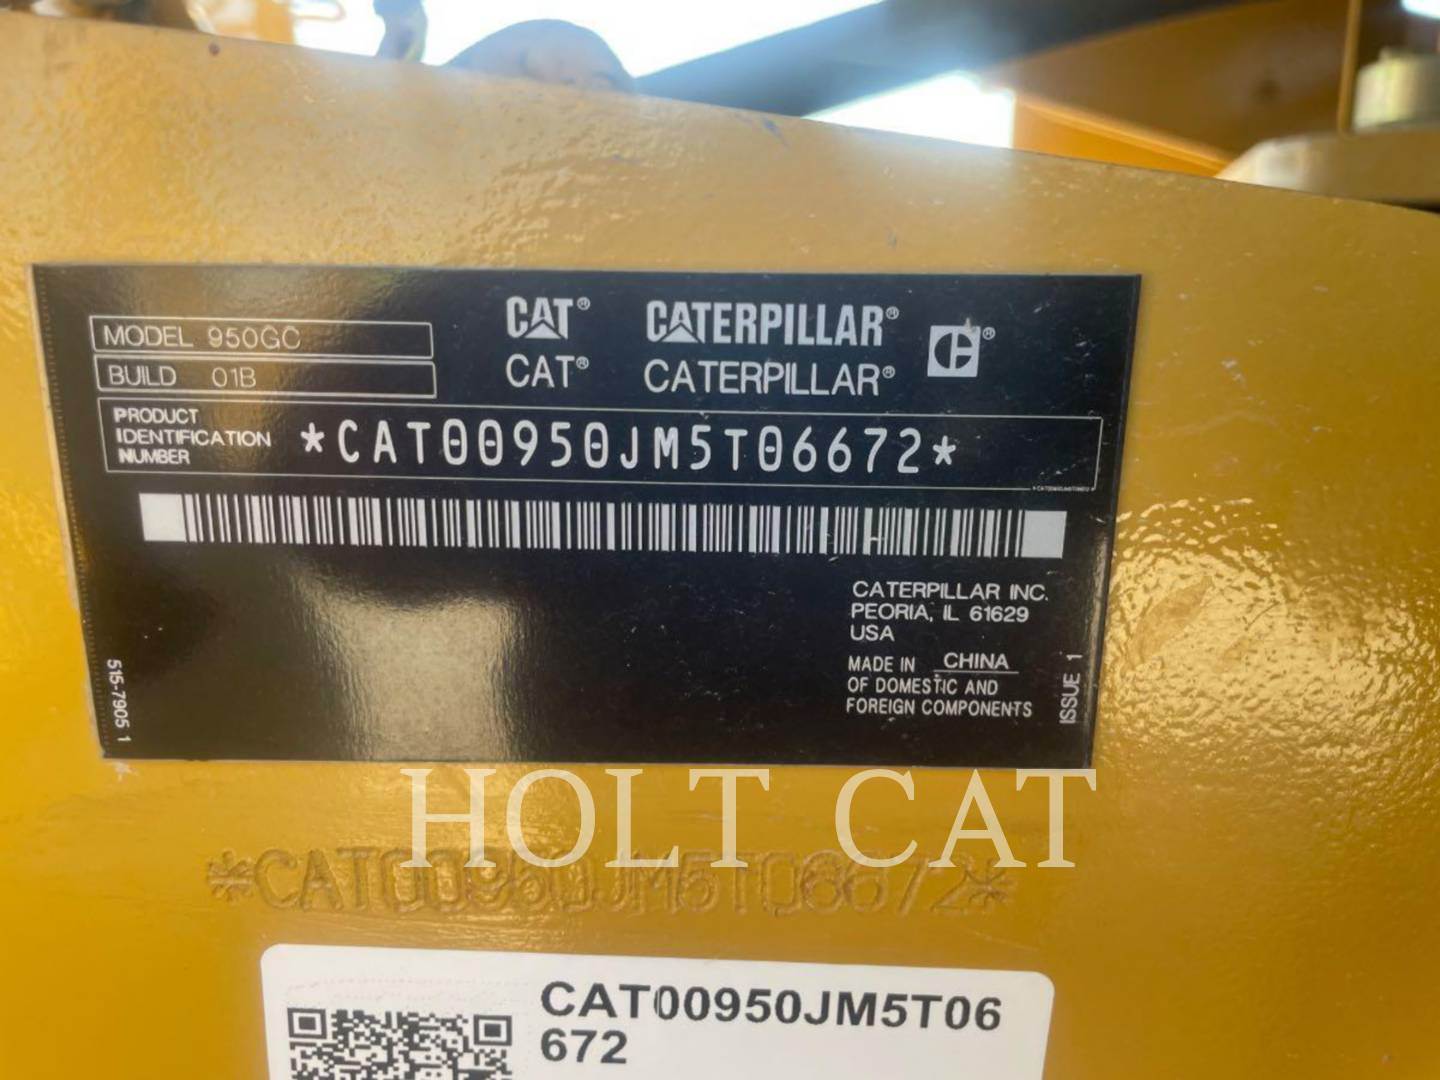 MODEL 950GC
BUILD 01B
CAT® CATERPILLAR®
CAT® CATERPILLAR®
PRODUCT
IDENTIFICATION
NUMBER
*CAT00950JM5T06672*
CATERPILLAR INC.
PEORIA, IL 61629
USA
MADE IN CHINA
OF DOMESTIC AND
FOREIGN COMPONENTS
ISSUE 1
515-7905 1
HOLT CAT
*CAT00950JM5T06672*
CAT00950JM5T06
672